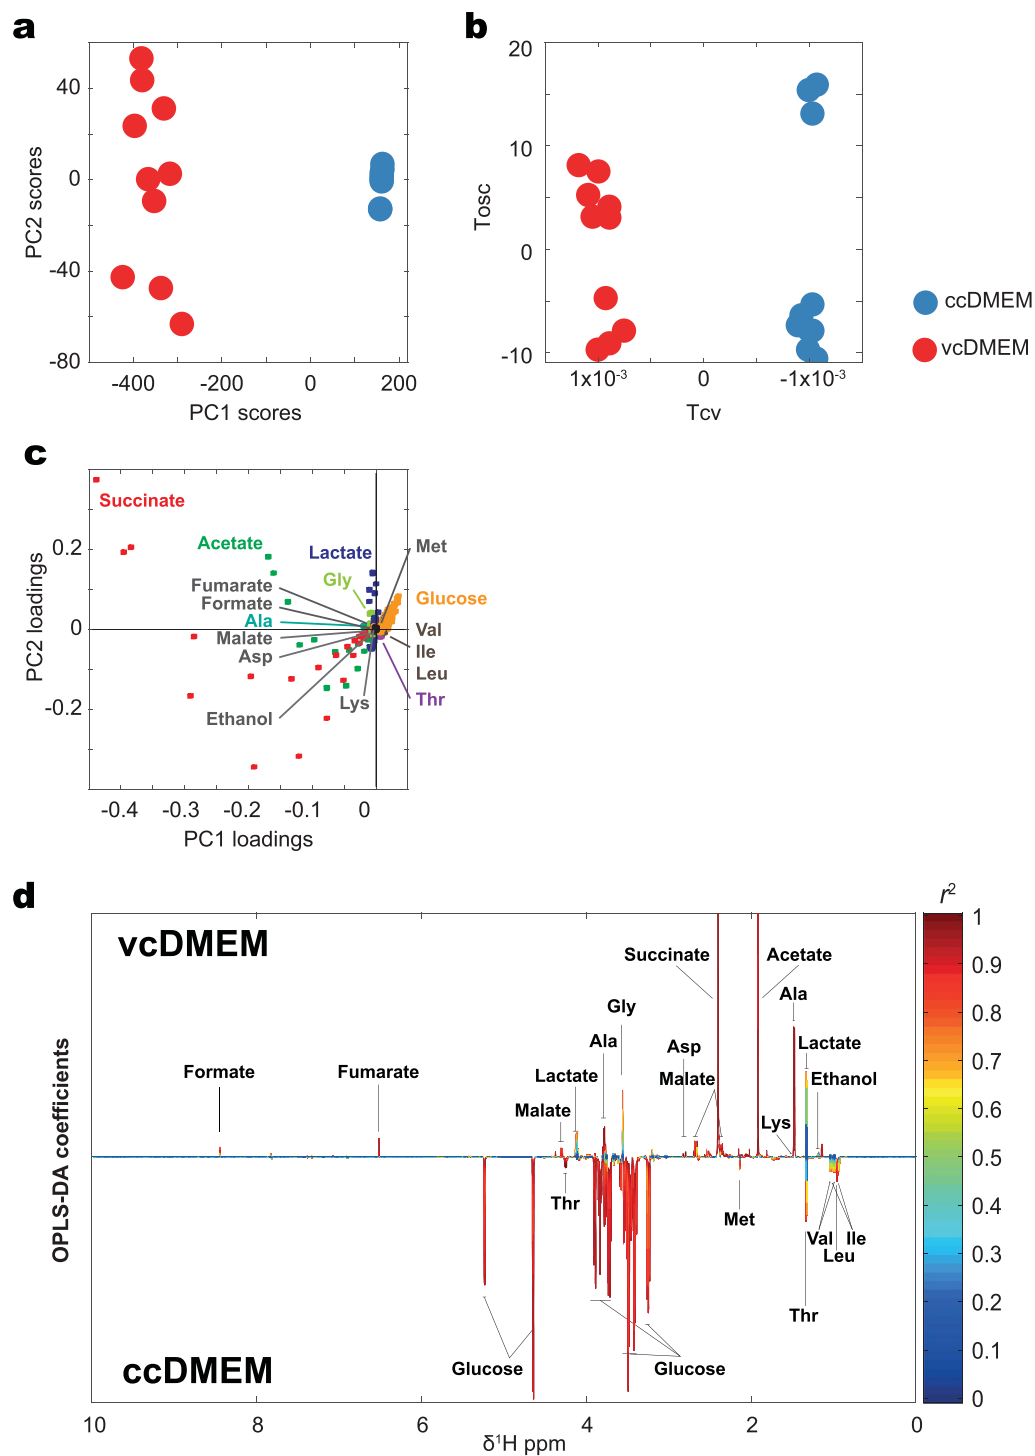 a
PC2 scores
40
0
-40
-80
-400
-200
0
200
PC1 scores
b
Tosc
20
10
0
-10
1x10⁻³
0
-1x10⁻³
Tcv
ccDMEM
vcDMEM
c
PC2 loadings
0.2
0
-0.2
Succinate
Acetate
Lactate
Met
Fumarate
Gly
Formate
Glucose
Ala
Malate
Val
Asp
Ile
Leu
Lys
Thr
Ethanol
-0.4
-0.3
-0.2
-0.1
0
PC1 loadings
d
vcDMEM
OPLS-DA coefficients
Formate
Fumarate
Malate
Lactate
Ala
Gly
Succinate
Asp
Malate
Acetate
Ala
Lactate
Ethanol
Lys
Thr
Met
Val
Ile
Leu
Thr
Glucose
Glucose
ccDMEM
10
8
6
4
2
0
δ¹H ppm
r²
1
0.9
0.8
0.7
0.6
0.5
0.4
0.3
0.2
0.1
0